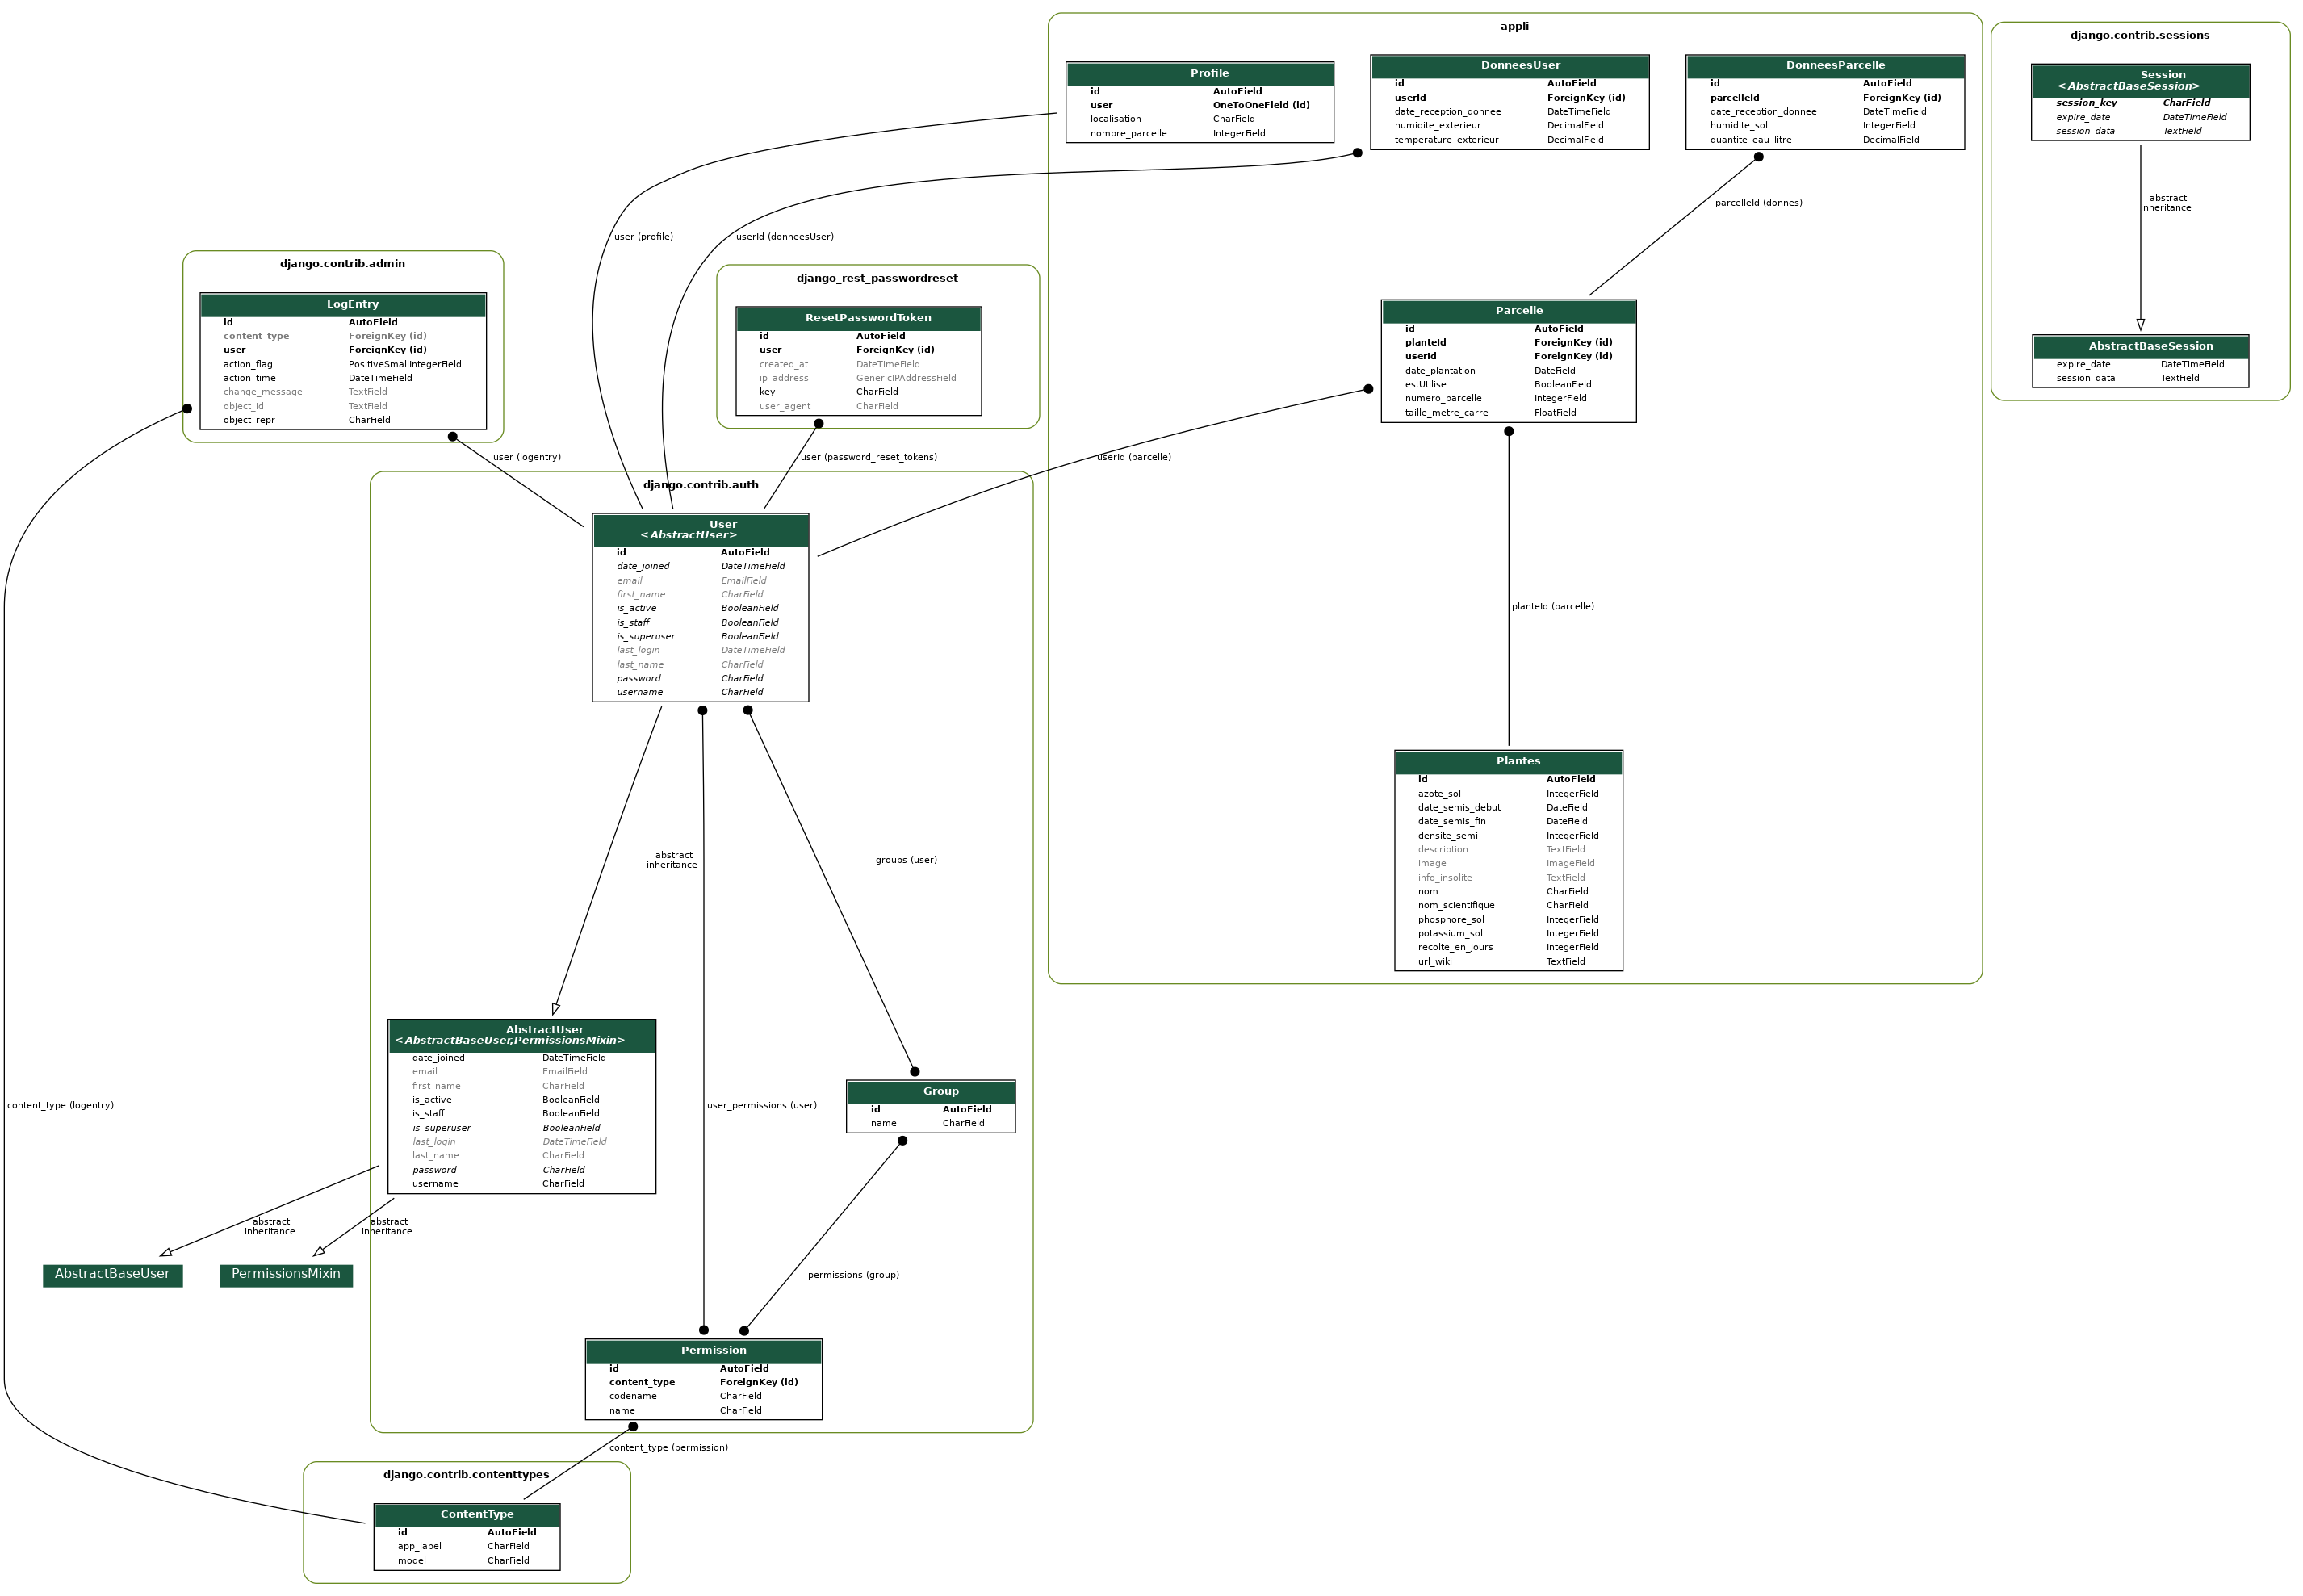 appli
Profile
id AutoField
user OneToOneField (id)
localisation CharField
nombre_parcelle IntegerField
DonneesUser
id AutoField
userId ForeignKey (id)
date_reception_donnee DateTimeField
humidite_exterieur DecimalField
temperature_exterieur DecimalField
DonneesParcelle
id AutoField
parcelleId ForeignKey (id)
date_reception_donnee DateTimeField
humidite_sol IntegerField
quantite_eau_litre DecimalField
django.contrib.sessions
Session
<AbstractBaseSession>
session_key CharField
expire_date DateTimeField
session_data TextField
parcelleId (donnes)
abstract
inheritance
user (profile)
userId (donneesUser)
django.contrib.admin
LogEntry
id AutoField
content_type ForeignKey (id)
user ForeignKey (id)
action_flag PositiveSmallIntegerField
action_time DateTimeField
change_message TextField
object_id TextField
object_repr CharField
django_rest_passwordreset
ResetPasswordToken
id AutoField
user ForeignKey (id)
created_at DateTimeField
ip_address GenericIPAddressField
key CharField
user_agent CharField
Parcelle
id AutoField
planteId ForeignKey (id)
userId ForeignKey (id)
date_plantation DateField
estUtilise BooleanField
numero_parcelle IntegerField
taille_metre_carre FloatField
AbstractBaseSession
expire_date DateTimeField
session_data TextField
user (logentry)
user (password_reset_tokens)
userId (parcelle)
django.contrib.auth
User
<AbstractUser>
id AutoField
date_joined DateTimeField
email EmailField
first_name CharField
is_active BooleanField
is_staff BooleanField
is_superuser BooleanField
last_login DateTimeField
last_name CharField
password CharField
username CharField
planteId (parcelle)
Plantes
id AutoField
azote_sol IntegerField
date_semis_debut DateField
date_semis_fin DateField
densite_semi IntegerField
description TextField
image ImageField
info_insolite TextField
nom CharField
nom_scientifique CharField
phosphore_sol IntegerField
potassium_sol IntegerField
recolte_en_jours IntegerField
url_wiki TextField
abstract
inheritance
groups (user)
AbstractUser
<AbstractBaseUser,PermissionsMixin>
date_joined DateTimeField
email EmailField
first_name CharField
is_active BooleanField
is_staff BooleanField
is_superuser BooleanField
last_login DateTimeField
last_name CharField
password CharField
username CharField
content_type (logentry)
user_permissions (user)
Group
id AutoField
name CharField
abstract
inheritance
abstract
inheritance
AbstractBaseUser
PermissionsMixin
permissions (group)
Permission
id AutoField
content_type ForeignKey (id)
codename CharField
name CharField
content_type (permission)
django.contrib.contenttypes
ContentType
id AutoField
app_label CharField
model CharField